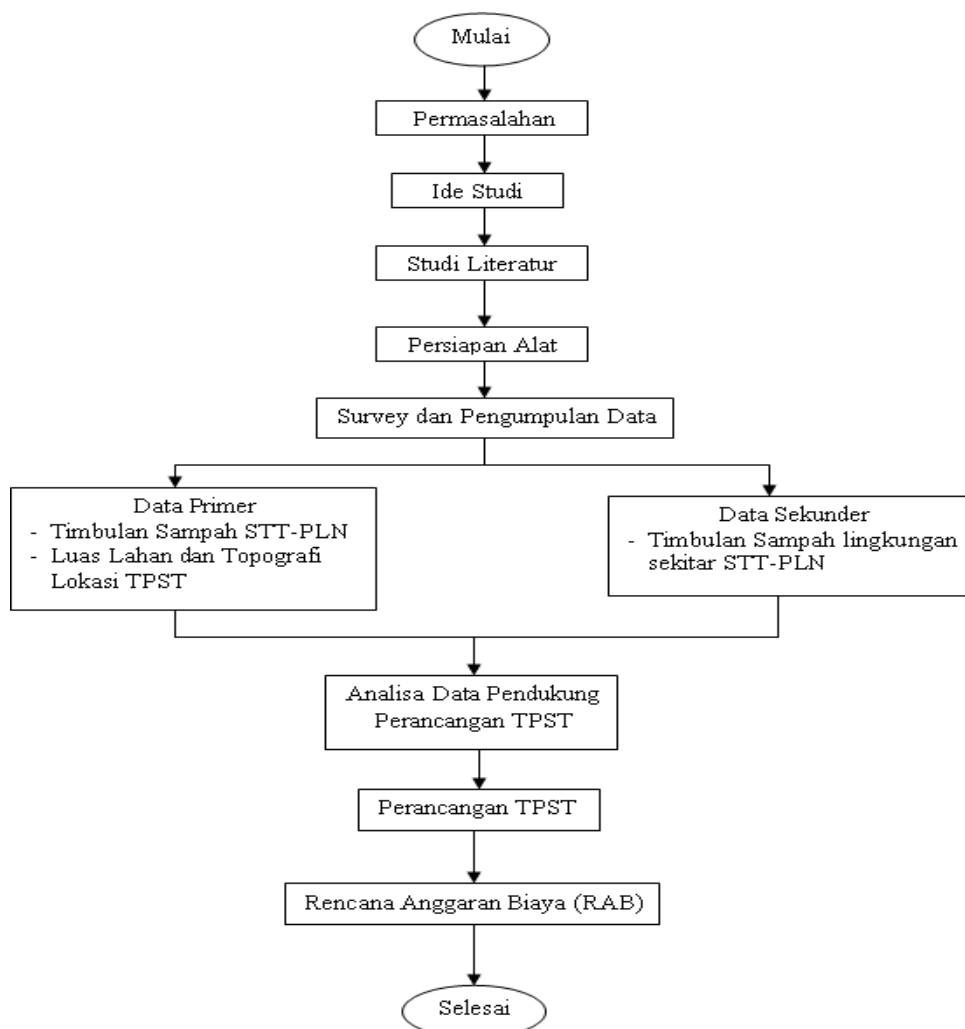 Mulai
Permasalahan
Ide Studi
Studi Literatur
Persiapan Alat
Survey dan Pengumpulan Data
Data Primer
- Timbulan Sampah STT-PLN
- Luas Lahan dan Topografi
Lokasi TPST
Data Sekunder
- Timbulan Sampah lingkungan
sekitar STT-PLN
Analisa Data Pendukung
Perancangan TPST
Perancangan TPST
Rencana Anggaran Biaya (RAB)
Selesai